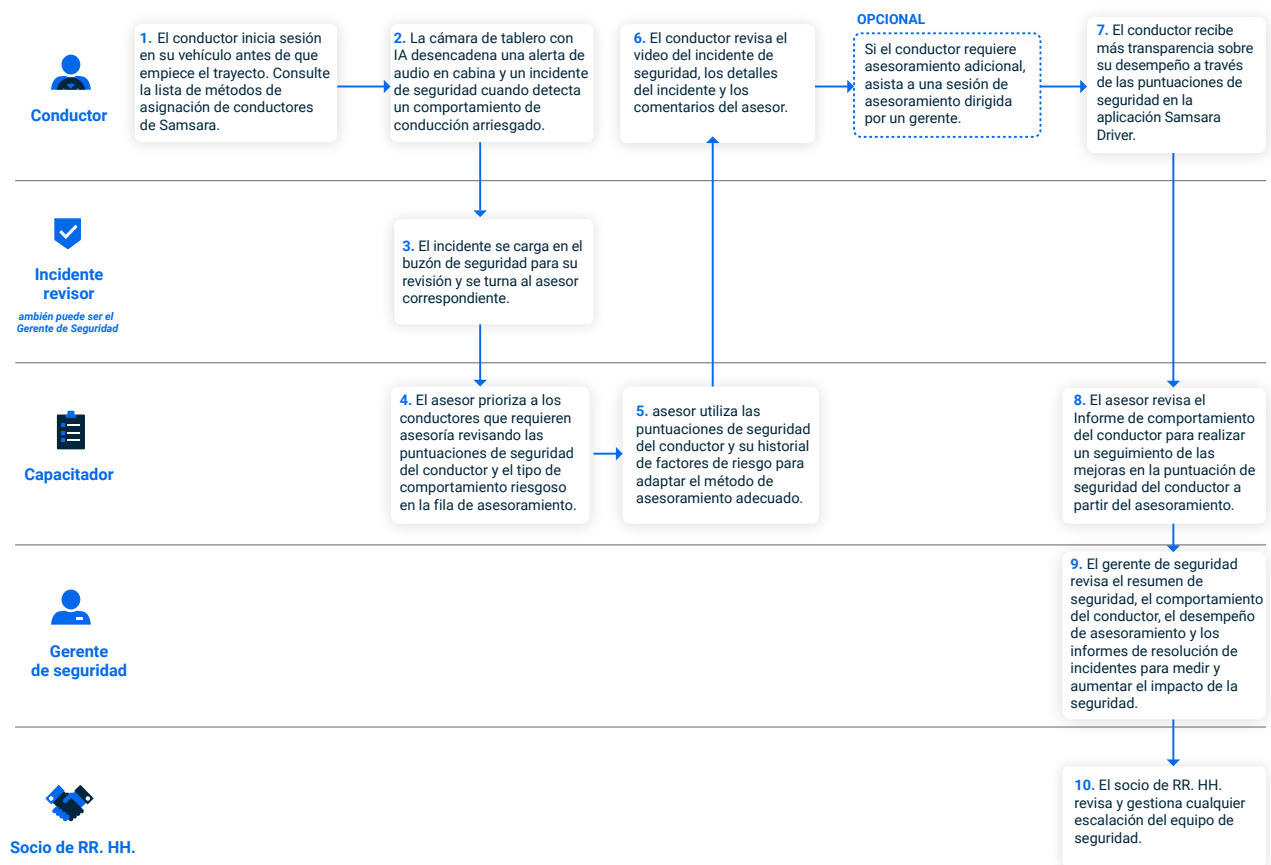 Conductor
1. El conductor inicia sesión
en su vehículo antes de que
empiece el trayecto. Consulte
la lista de métodos de
asignación de conductores
de Samsara.
2. La cámara de tablero con
IA desencadena una alerta de
audio en cabina y un incidente
de seguridad cuando detecta
un comportamiento de
conducción arriesgado.
6. El conductor revisa el
video del incidente de
seguridad, los detalles
del incidente y los
comentarios del asesor.
OPCIONAL
Si el conductor requiere
asesoramiento adicional,
asista a una sesión de
asesoramiento dirigida
por un gerente.
7. El conductor recibe
más transparencia sobre
su desempeño a través
de las puntuaciones de
seguridad en la
aplicación Samsara
Driver.
Incidente
revisor
ambién puede ser el
Gerente de Seguridad
3. El incidente se carga en el
buzón de seguridad para su
revisión y se turna al asesor
correspondiente.
Capacitador
4. El asesor prioriza a los
conductores que requieren
asesoría revisando las
puntuaciones de seguridad
del conductor y el tipo de
comportamiento riesgoso
en la fila de asesoramiento.
5. asesor utiliza las
puntuaciones de seguridad
del conductor y su historial
de factores de riesgo para
adaptar el método de
asesoramiento adecuado.
8. El asesor revisa el
Informe de comportamiento
del conductor para realizar
un seguimiento de las
mejoras en la puntuación de
seguridad del conductor a
partir del asesoramiento.
Gerente
de seguridad
9. El gerente de seguridad
revisa el resumen de
seguridad, el comportamiento
del conductor, el desempeño
de asesoramiento y los
informes de resolución de
incidentes para medir y
aumentar el impacto de la
seguridad.
Socio de RR. HH.
10. El socio de RR. HH.
revisa y gestiona cualquier
escalación del equipo de
seguridad.